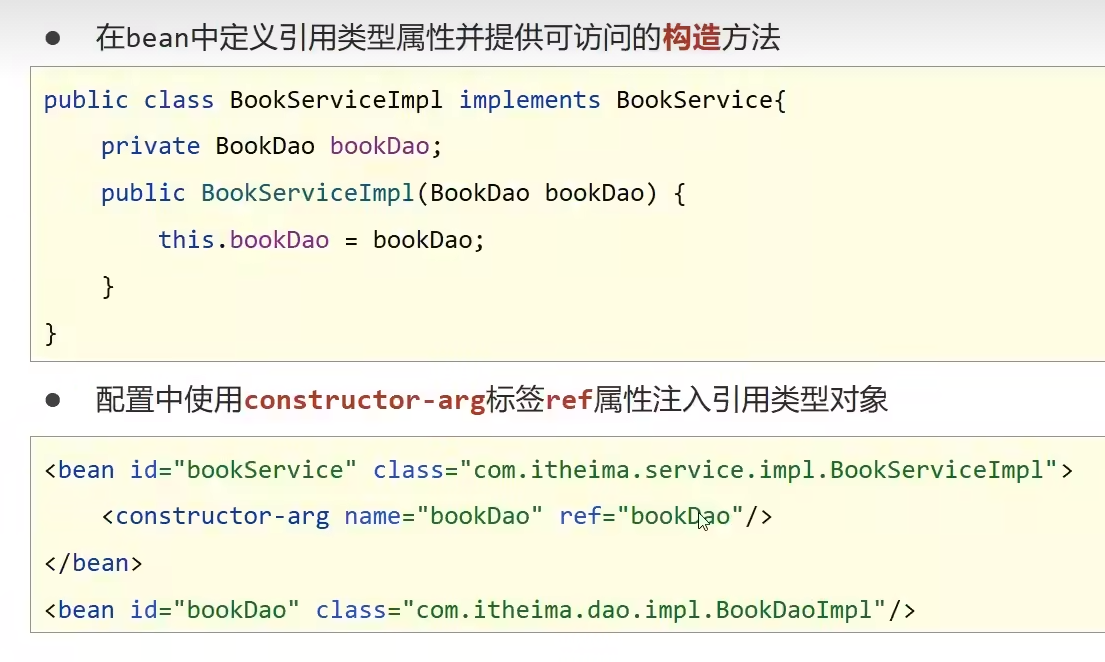 ● 在bean中定义引用类型属性并提供可访问的构造方法
public class BookServiceImpl implements BookService{
    private BookDao bookDao;
    public BookServiceImpl(BookDao bookDao) {
        this.bookDao = bookDao;
    }
}
● 配置中使用constructor-arg标签ref属性注入引用类型对象
<bean id="bookService" class="com.itheima.service.impl.BookServiceImpl">
    <constructor-arg name="bookDao" ref="bookDao"/>
</bean>
<bean id="bookDao" class="com.itheima.dao.impl.BookDaoImpl"/>